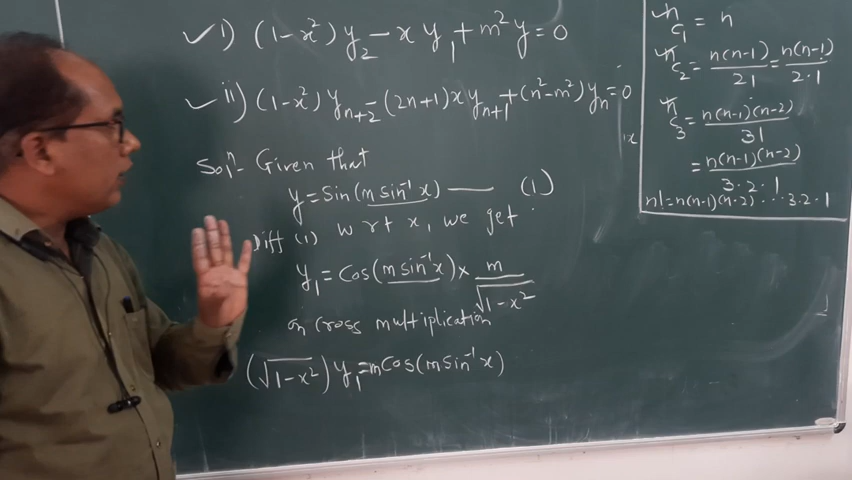 ✓ i) (1-x²)y₂ - xy₁ + m²y = 0
✓ ii) (1-x²)yₙ₊₂ - (2n+1)xyₙ₊₁ + (n²-m²)yₙ = 0
Solⁿ- Given that
y = Sin(m sin⁻¹ x) —— (1)
Diff (1) w r t x, we get
y₁ = Cos(m sin⁻¹ x) × m/√(1-x²)
on cross multiplication
(√(1-x²)) y₁ = m Cos(m sin⁻¹ x)
ⁿc₁ = n
ⁿc₂ = n(n-1)/2! = n(n-1)/2·1
ⁿc₃ = n(n-1)(n-2)/3!
= n(n-1)(n-2)/3·2·1
n! = n(n-1)(n-2)....3·2·1